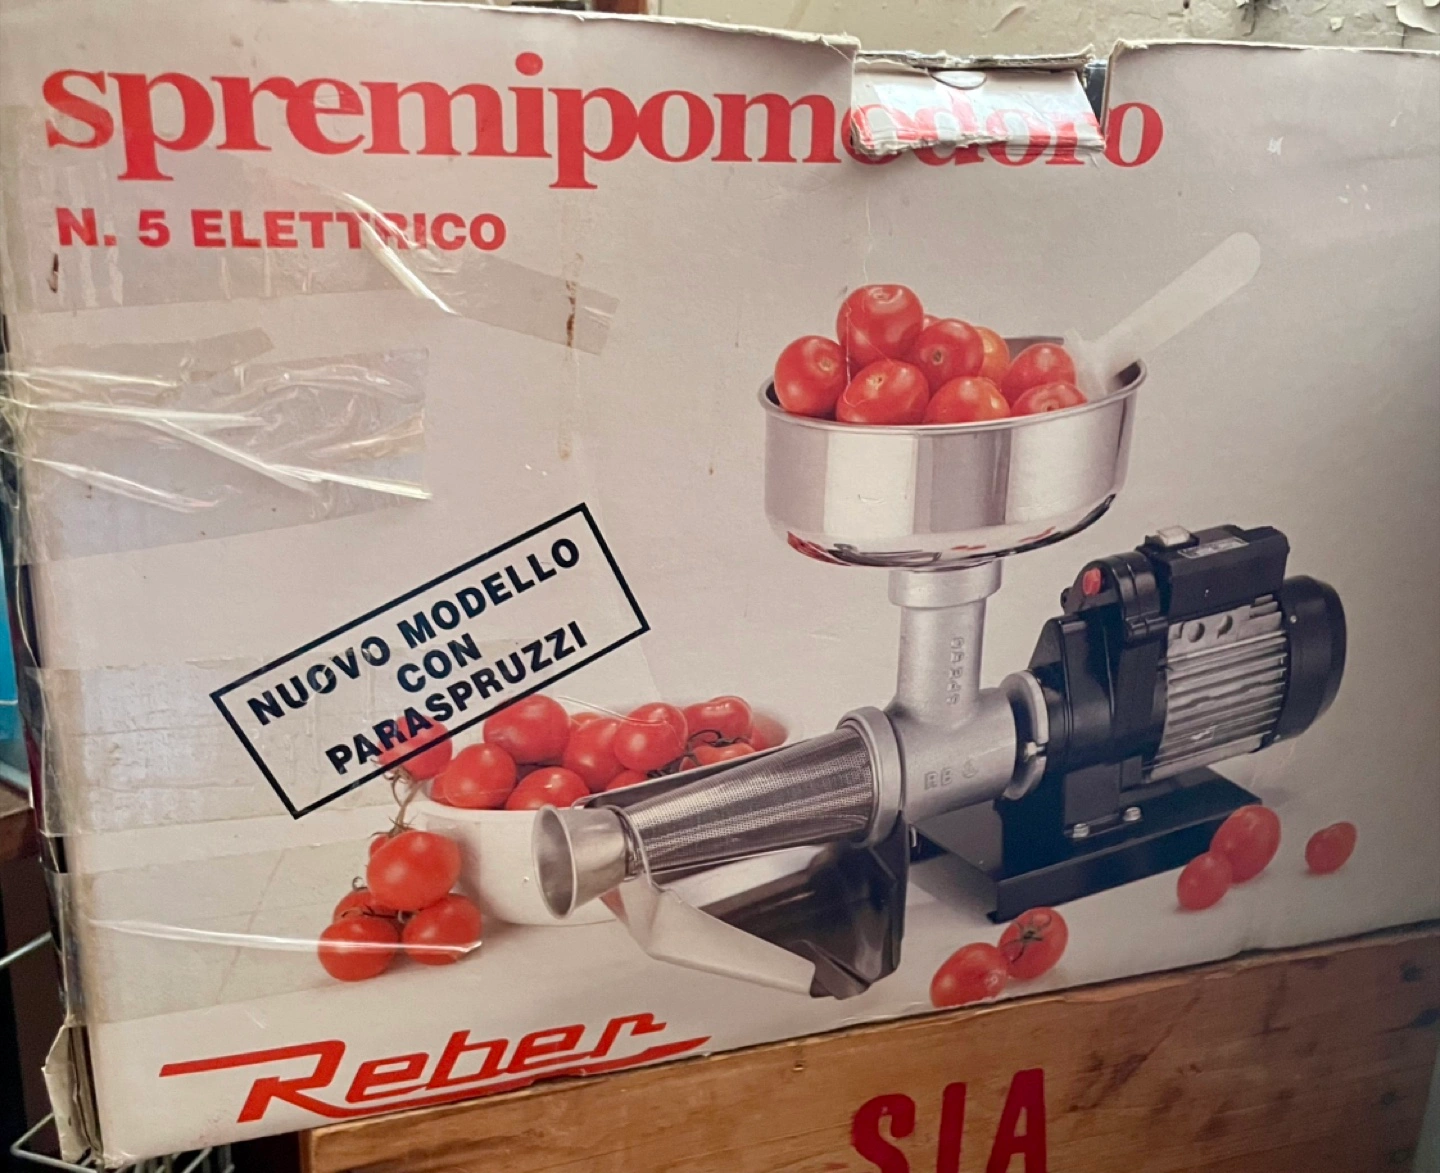 spremipomodoro
N. 5 ELETTRICO
NUOVO MODELLO
CON
PARASPRUZZI
Reber
SIA